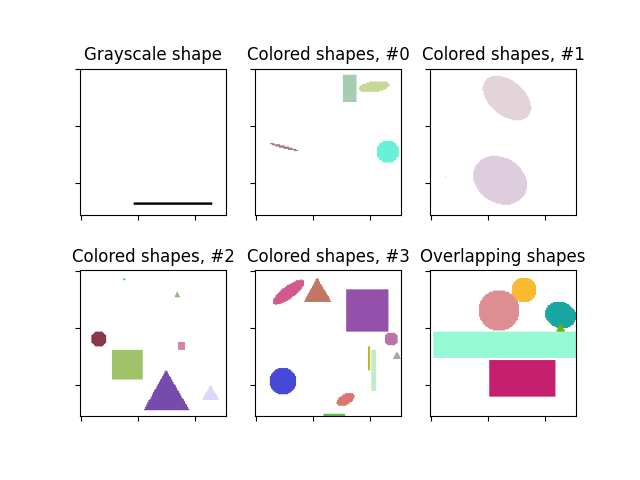 Grayscale shape
Colored shapes, #0
Colored shapes, #1
Colored shapes, #2
Colored shapes, #3
Overlapping shapes